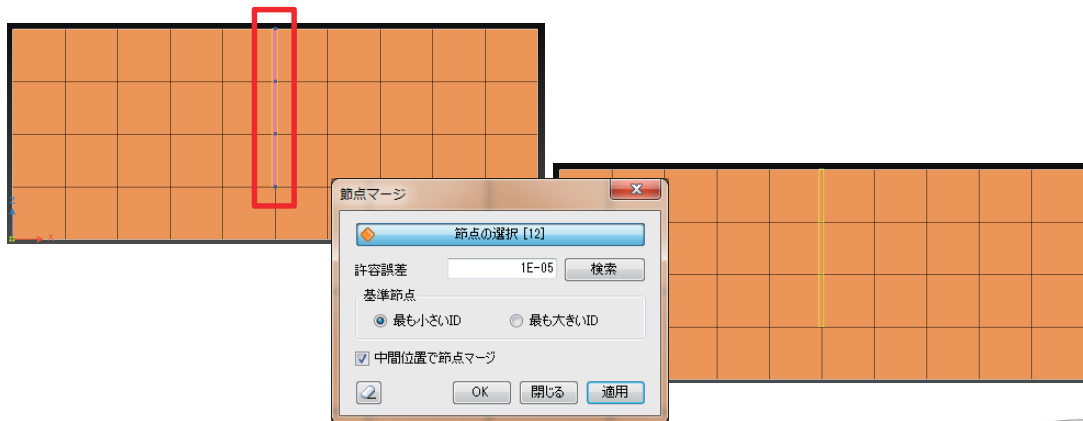 Z
X
節点マージ
節点の選択 [12]
許容誤差 1E-05 検索
基準節点
最も小さいID 最も大きいID
中間位置で節点マージ
OK 閉じる 適用